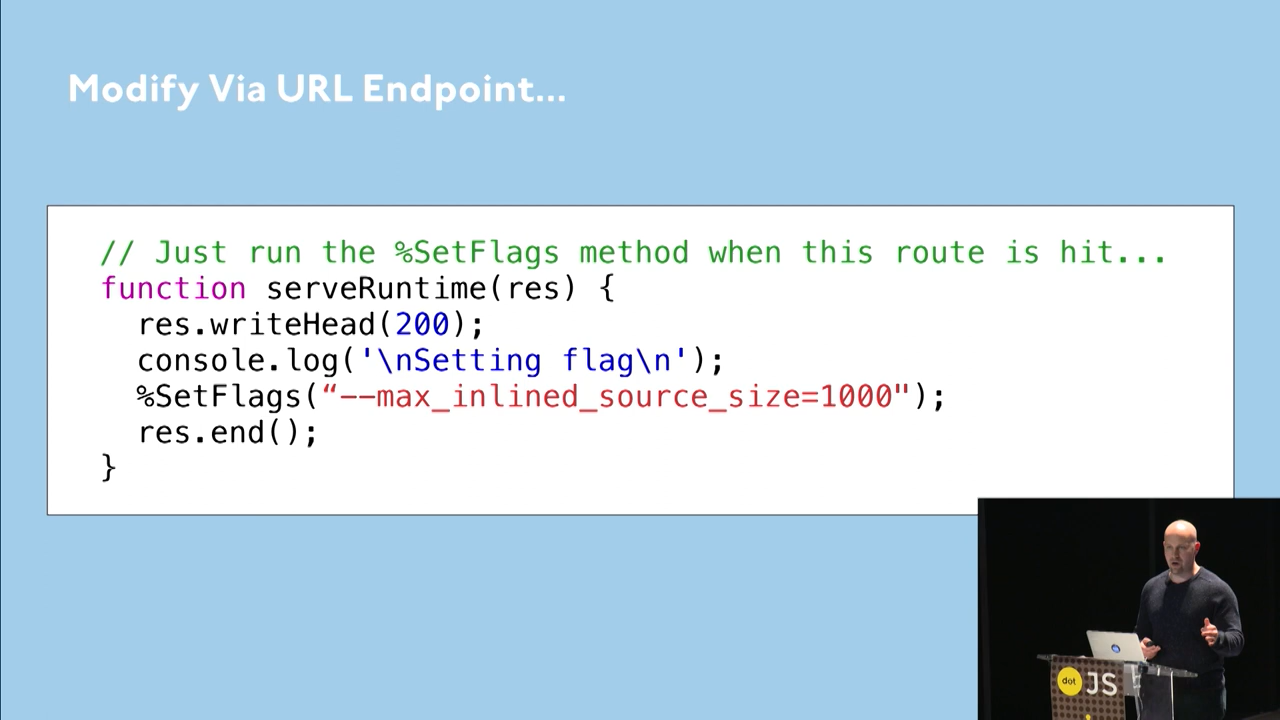 Modify Via URL Endpoint...
// Just run the %SetFlags method when this route is hit...
function serveRuntime(res) {
  res.writeHead(200);
  console.log('\nSetting flag\n');
  %SetFlags(“--max_inlined_source_size=1000");
  res.end();
}
dot JS